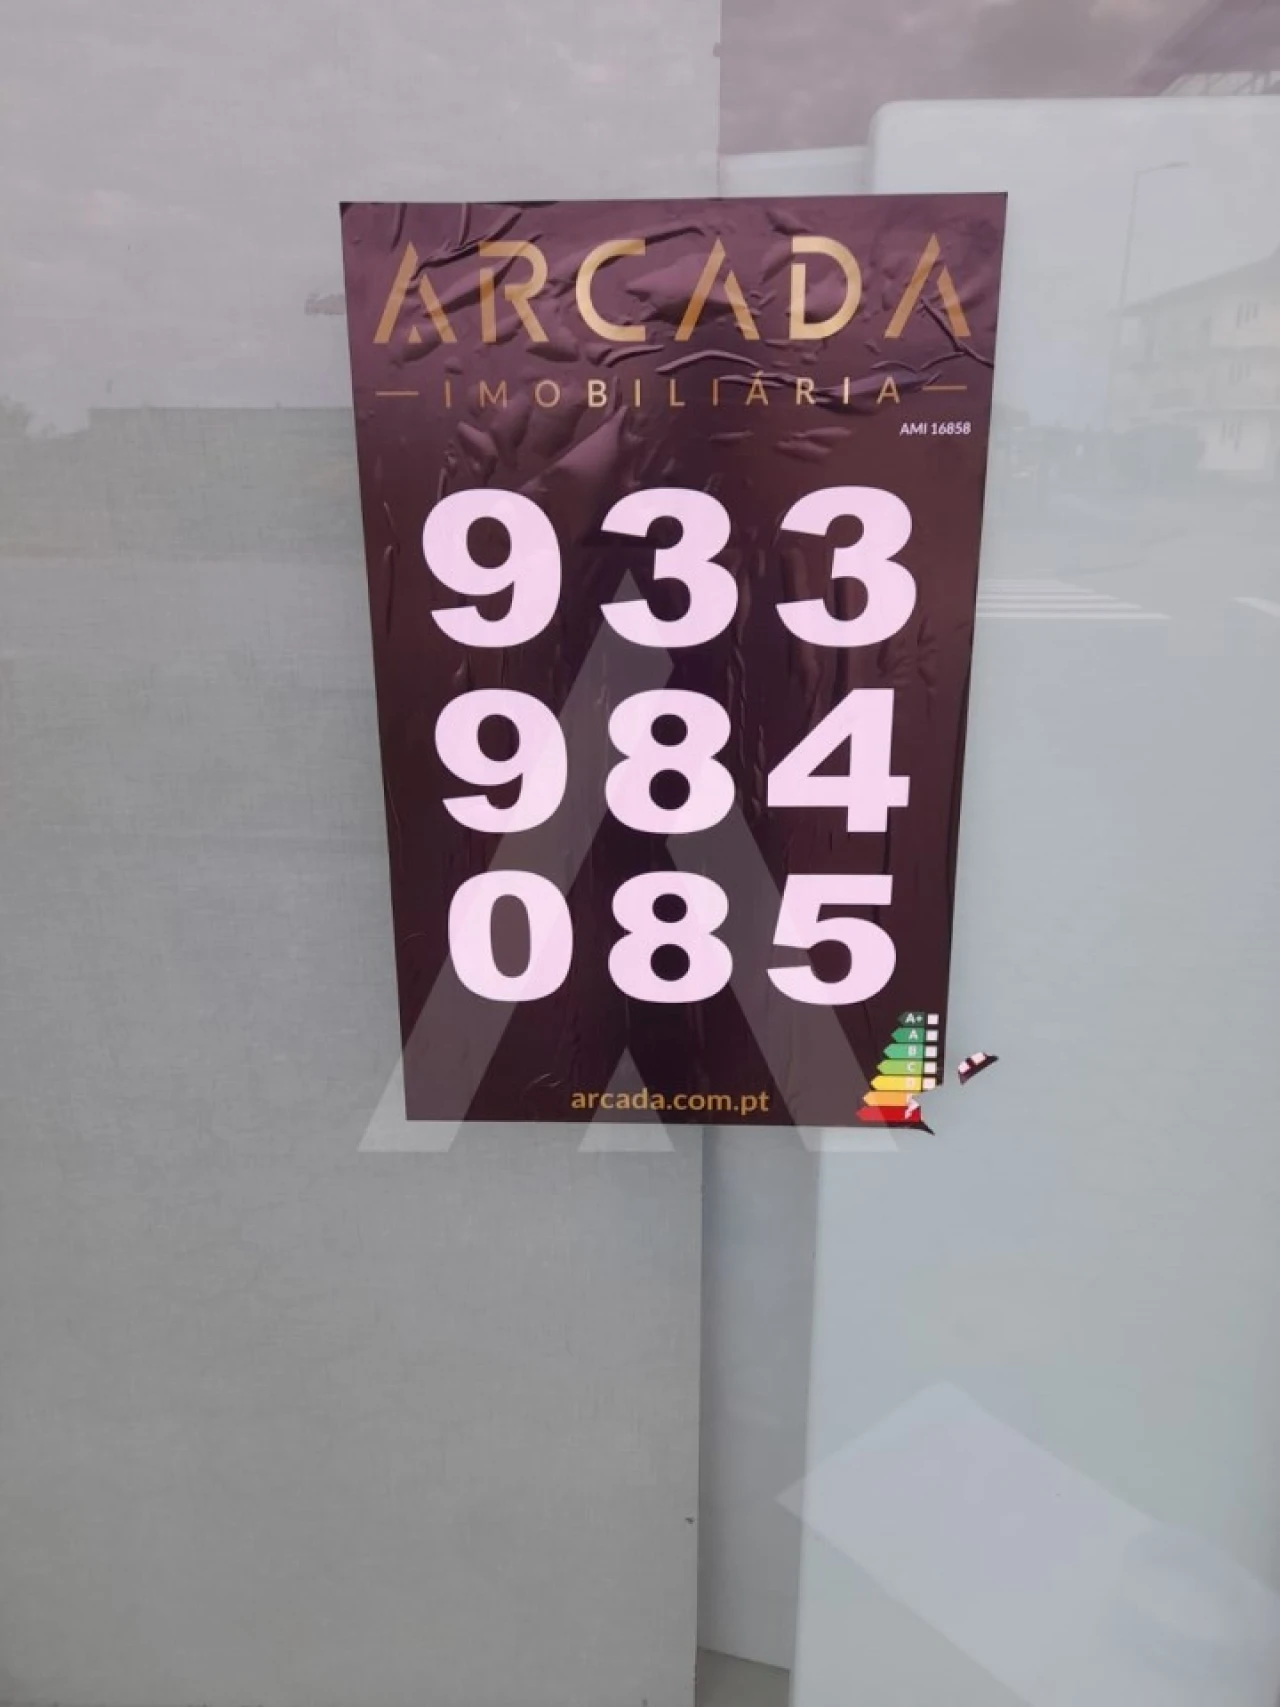 ARCADA
IMOBILIÁRIA
AMI 16858
933
984
085
A+
A
B
C
D
arcada.com.pt